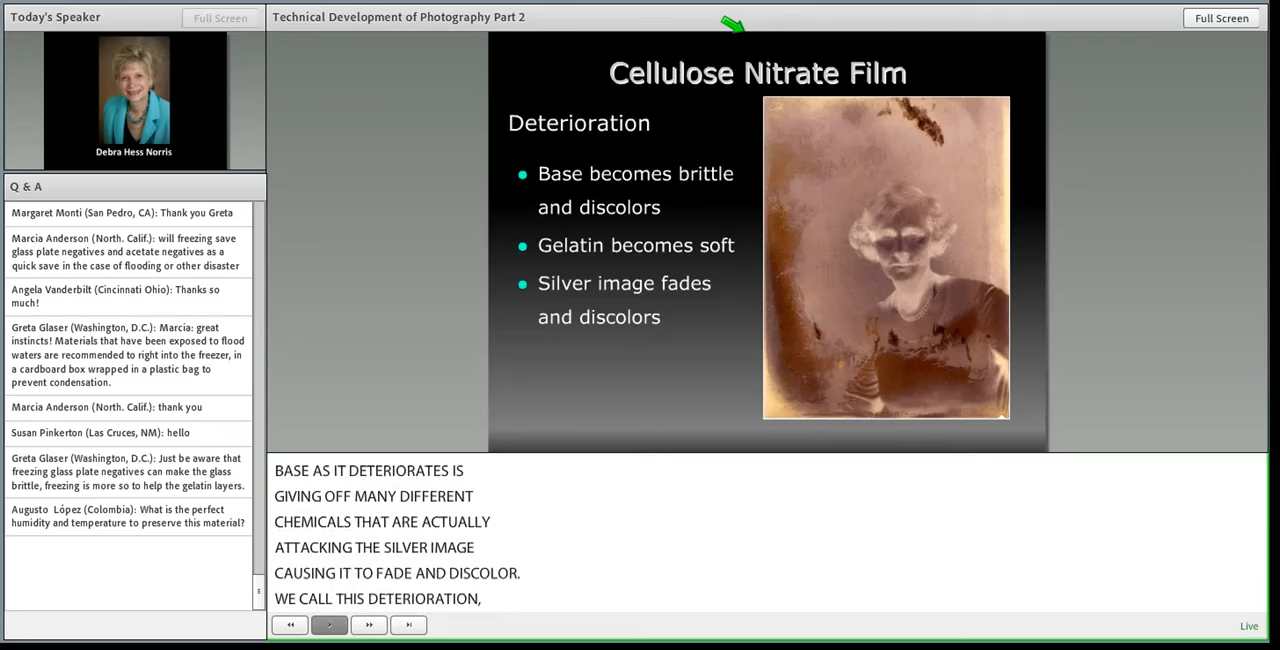 Today's Speaker
Full Screen
Debra Hess Norris
Q & A
Margaret Monti (San Pedro, CA): Thank you Greta
Marcia Anderson (North. Calif.): will freezing save
glass plate negatives and acetate negatives as a
quick save in the case of flooding or other disaster
Angela Vanderbilt (Cincinnati Ohio): Thanks so
much!
Greta Glaser (Washington, D.C.): Marcia: great
instincts! Materials that have been exposed to flood
waters are recommended to right into the freezer, in
a cardboard box wrapped in a plastic bag to
prevent condensation.
Marcia Anderson (North. Calif.): thank you
Susan Pinkerton (Las Cruces, NM): hello
Greta Glaser (Washington, D.C.): Just be aware that
freezing glass plate negatives can make the glass
brittle, freezing is more so to help the gelatin layers.
Augusto López (Colombia): What is the perfect
humidity and temperature to preserve this material?
Technical Development of Photography Part 2
Full Screen
Cellulose Nitrate Film
Deterioration
• Base becomes brittle
and discolors
• Gelatin becomes soft
• Silver image fades
and discolors
BASE AS IT DETERIORATES IS
GIVING OFF MANY DIFFERENT
CHEMICALS THAT ARE ACTUALLY
ATTACKING THE SILVER IMAGE
CAUSING IT TO FADE AND DISCOLOR.
WE CALL THIS DETERIORATION,
Live